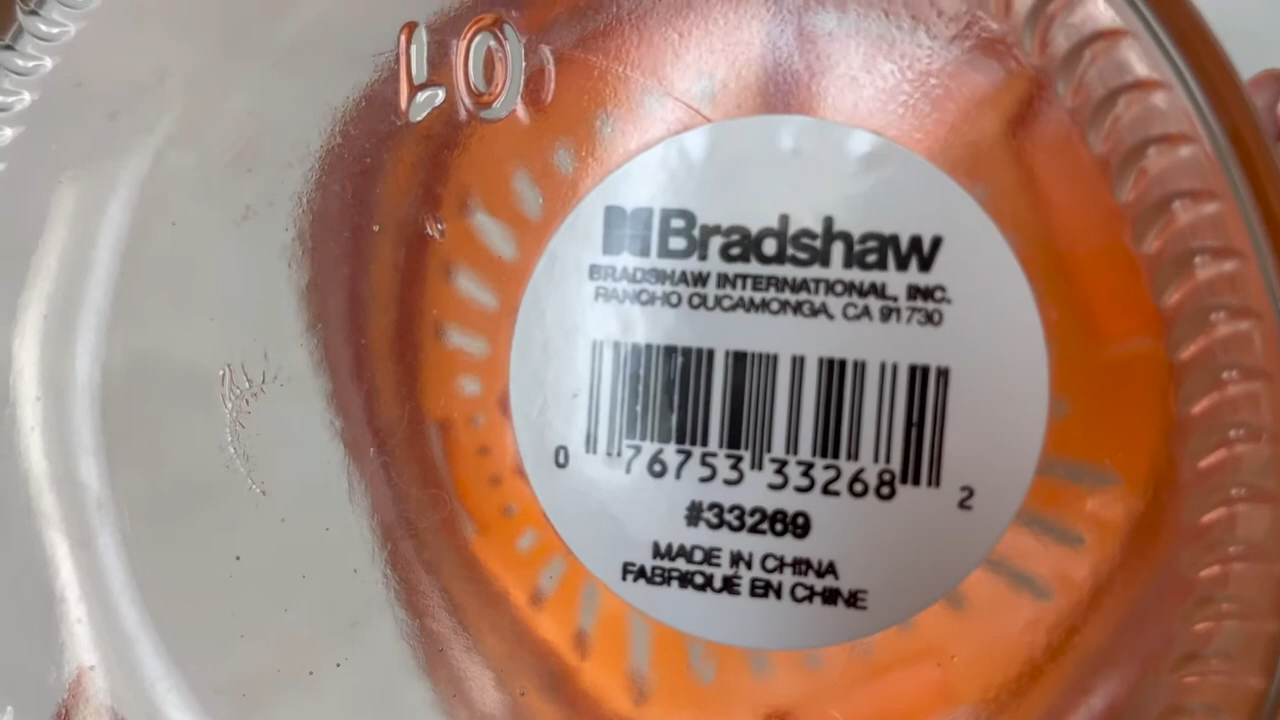 10
Bradshaw
BRADSHAW INTERNATIONAL, INC.
RANCHO CUCAMONGA, CA 91730
0 76753 33268 2
#33269
MADE IN CHINA
FABRIQUÉ EN CHINE